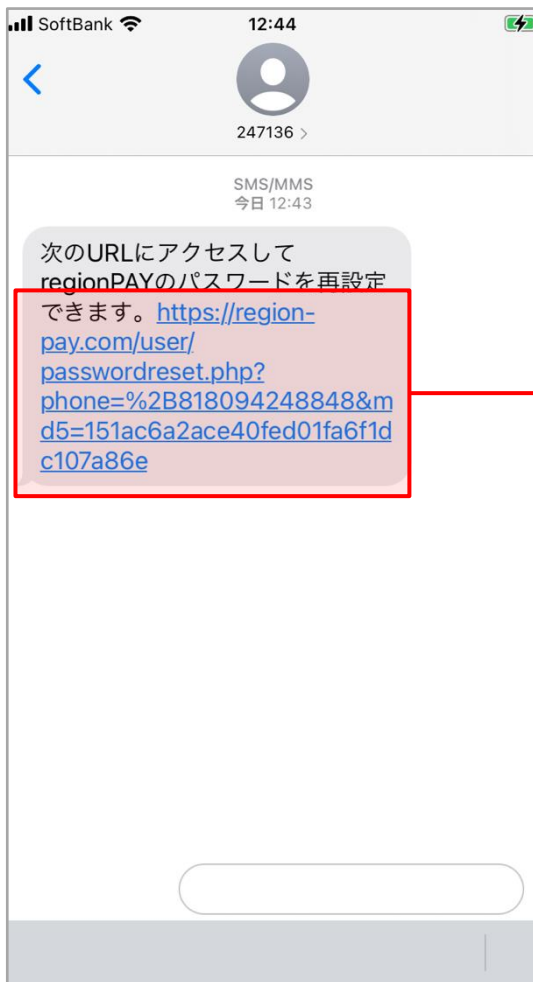 SoftBank 12:44
247136 >
SMS/MMS
今日 12:43
次のURLにアクセスして
regionPAYのパスワードを再設定
できます。https://region-
pay.com/user/
passwordreset.php?
phone=%2B818094248848&m
d5=151ac6a2ace40fed01fa6f1d
c107a86e